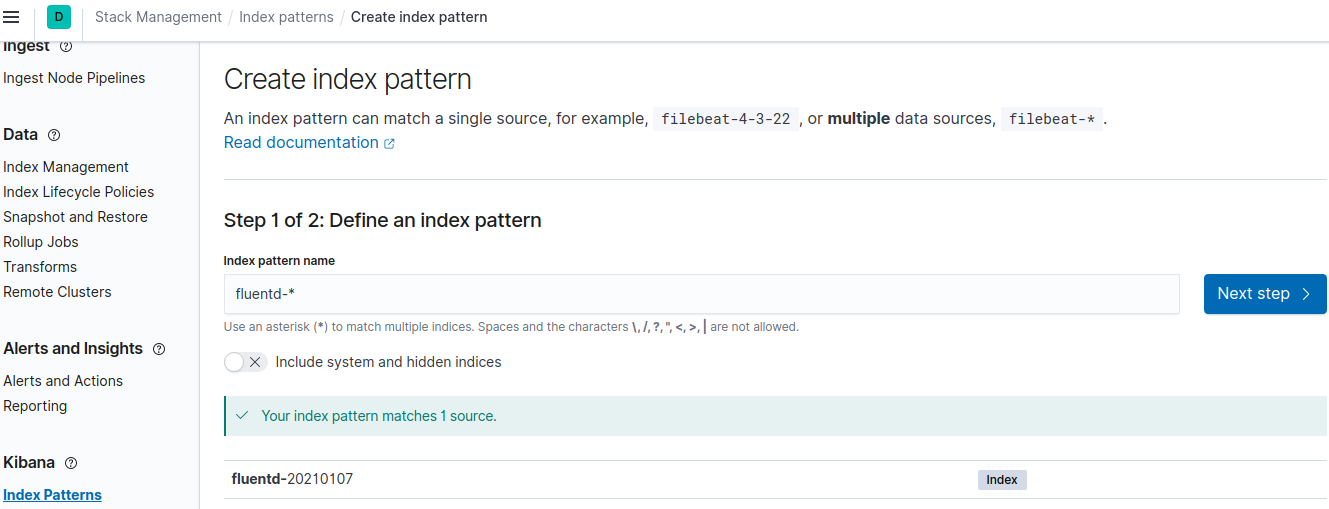 D Stack Management / Index patterns / Create index pattern
Ingest
Ingest Node Pipelines
Data
Index Management
Index Lifecycle Policies
Snapshot and Restore
Rollup Jobs
Transforms
Remote Clusters
Alerts and Insights
Alerts and Actions
Reporting
Kibana
Index Patterns
Create index pattern
An index pattern can match a single source, for example, filebeat-4-3-22 , or multiple data sources, filebeat-* .
Read documentation
Step 1 of 2: Define an index pattern
Index pattern name
fluentd-*
Next step
Use an asterisk (*) to match multiple indices. Spaces and the characters \, /, ?, ", <, >, | are not allowed.
Include system and hidden indices
Your index pattern matches 1 source.
fluentd-20210107 Index